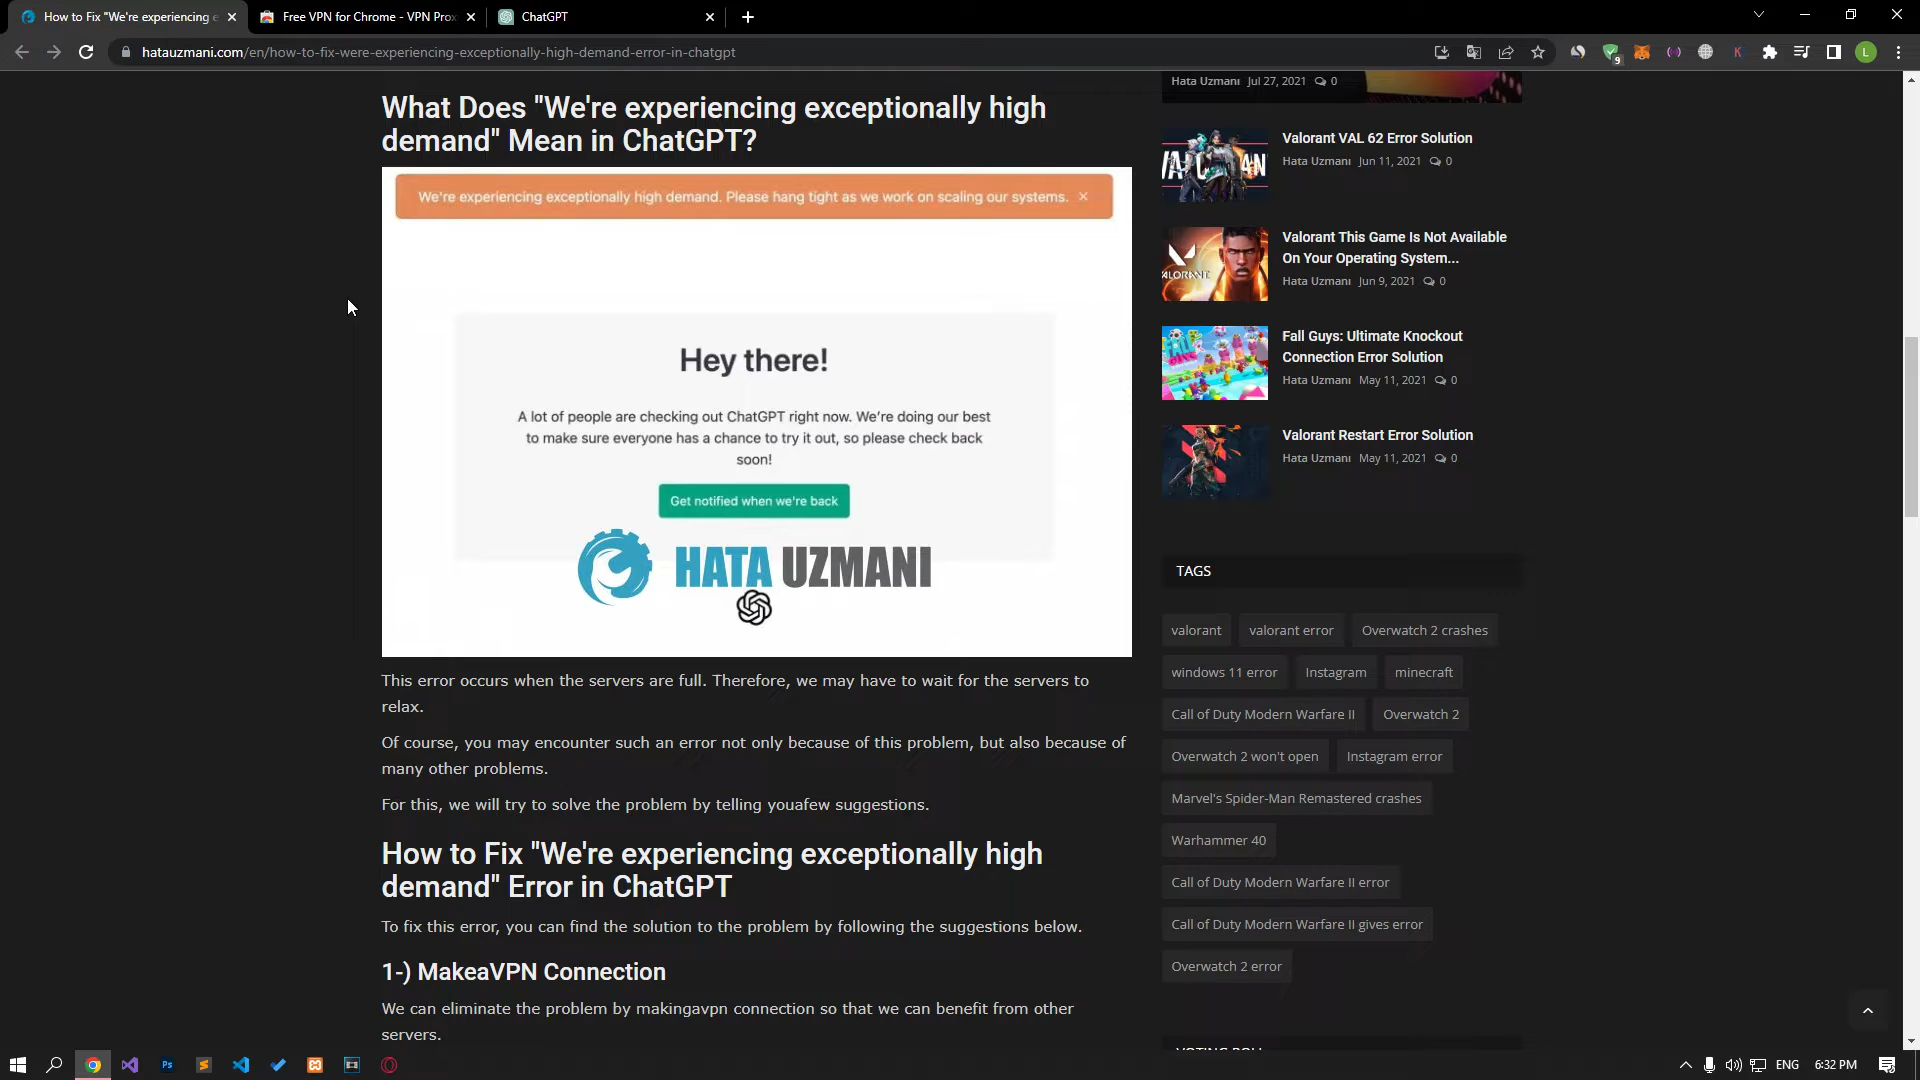 How to Fix "We're experiencing e
Free VPN for Chrome - VPN Prox
ChatGPT
hatauzmani.com/en/how-to-fix-were-experiencing-exceptionally-high-demand-error-in-chatgpt
9
K
L
What Does "We're experiencing exceptionally high
demand" Mean in ChatGPT?
We're experiencing exceptionally high demand. Please hang tight as we work on scaling our systems. ×
Hey there!
A lot of people are checking out ChatGPT right now. We're doing our best
to make sure everyone has a chance to try it out, so please check back
soon!
Get notified when we're back
HATA UZMANI
This error occurs when the servers are full. Therefore, we may have to wait for the servers to
relax.
Of course, you may encounter such an error not only because of this problem, but also because of
many other problems.
For this, we will try to solve the problem by telling youafew suggestions.
How to Fix "We're experiencing exceptionally high
demand" Error in ChatGPT
To fix this error, you can find the solution to the problem by following the suggestions below.
1-) MakeaVPN Connection
We can eliminate the problem by makingavpn connection so that we can benefit from other
servers.
Hata Uzmanı Jul 27, 2021 0
Valorant VAL 62 Error Solution
Hata Uzmanı Jun 11, 2021 0
VALORANT
Valorant This Game Is Not Available
On Your Operating System...
Hata Uzmanı Jun 9, 2021 0
FALL GUYS
Fall Guys: Ultimate Knockout
Connection Error Solution
Hata Uzmanı May 11, 2021 0
Valorant Restart Error Solution
Hata Uzmanı May 11, 2021 0
TAGS
valorant
valorant error
Overwatch 2 crashes
windows 11 error
Instagram
minecraft
Call of Duty Modern Warfare II
Overwatch 2
Overwatch 2 won't open
Instagram error
Marvel's Spider-Man Remastered crashes
Warhammer 40
Call of Duty Modern Warfare II error
Call of Duty Modern Warfare II gives error
Overwatch 2 error
VOTING POLL
Ps
ENG
6:32 PM